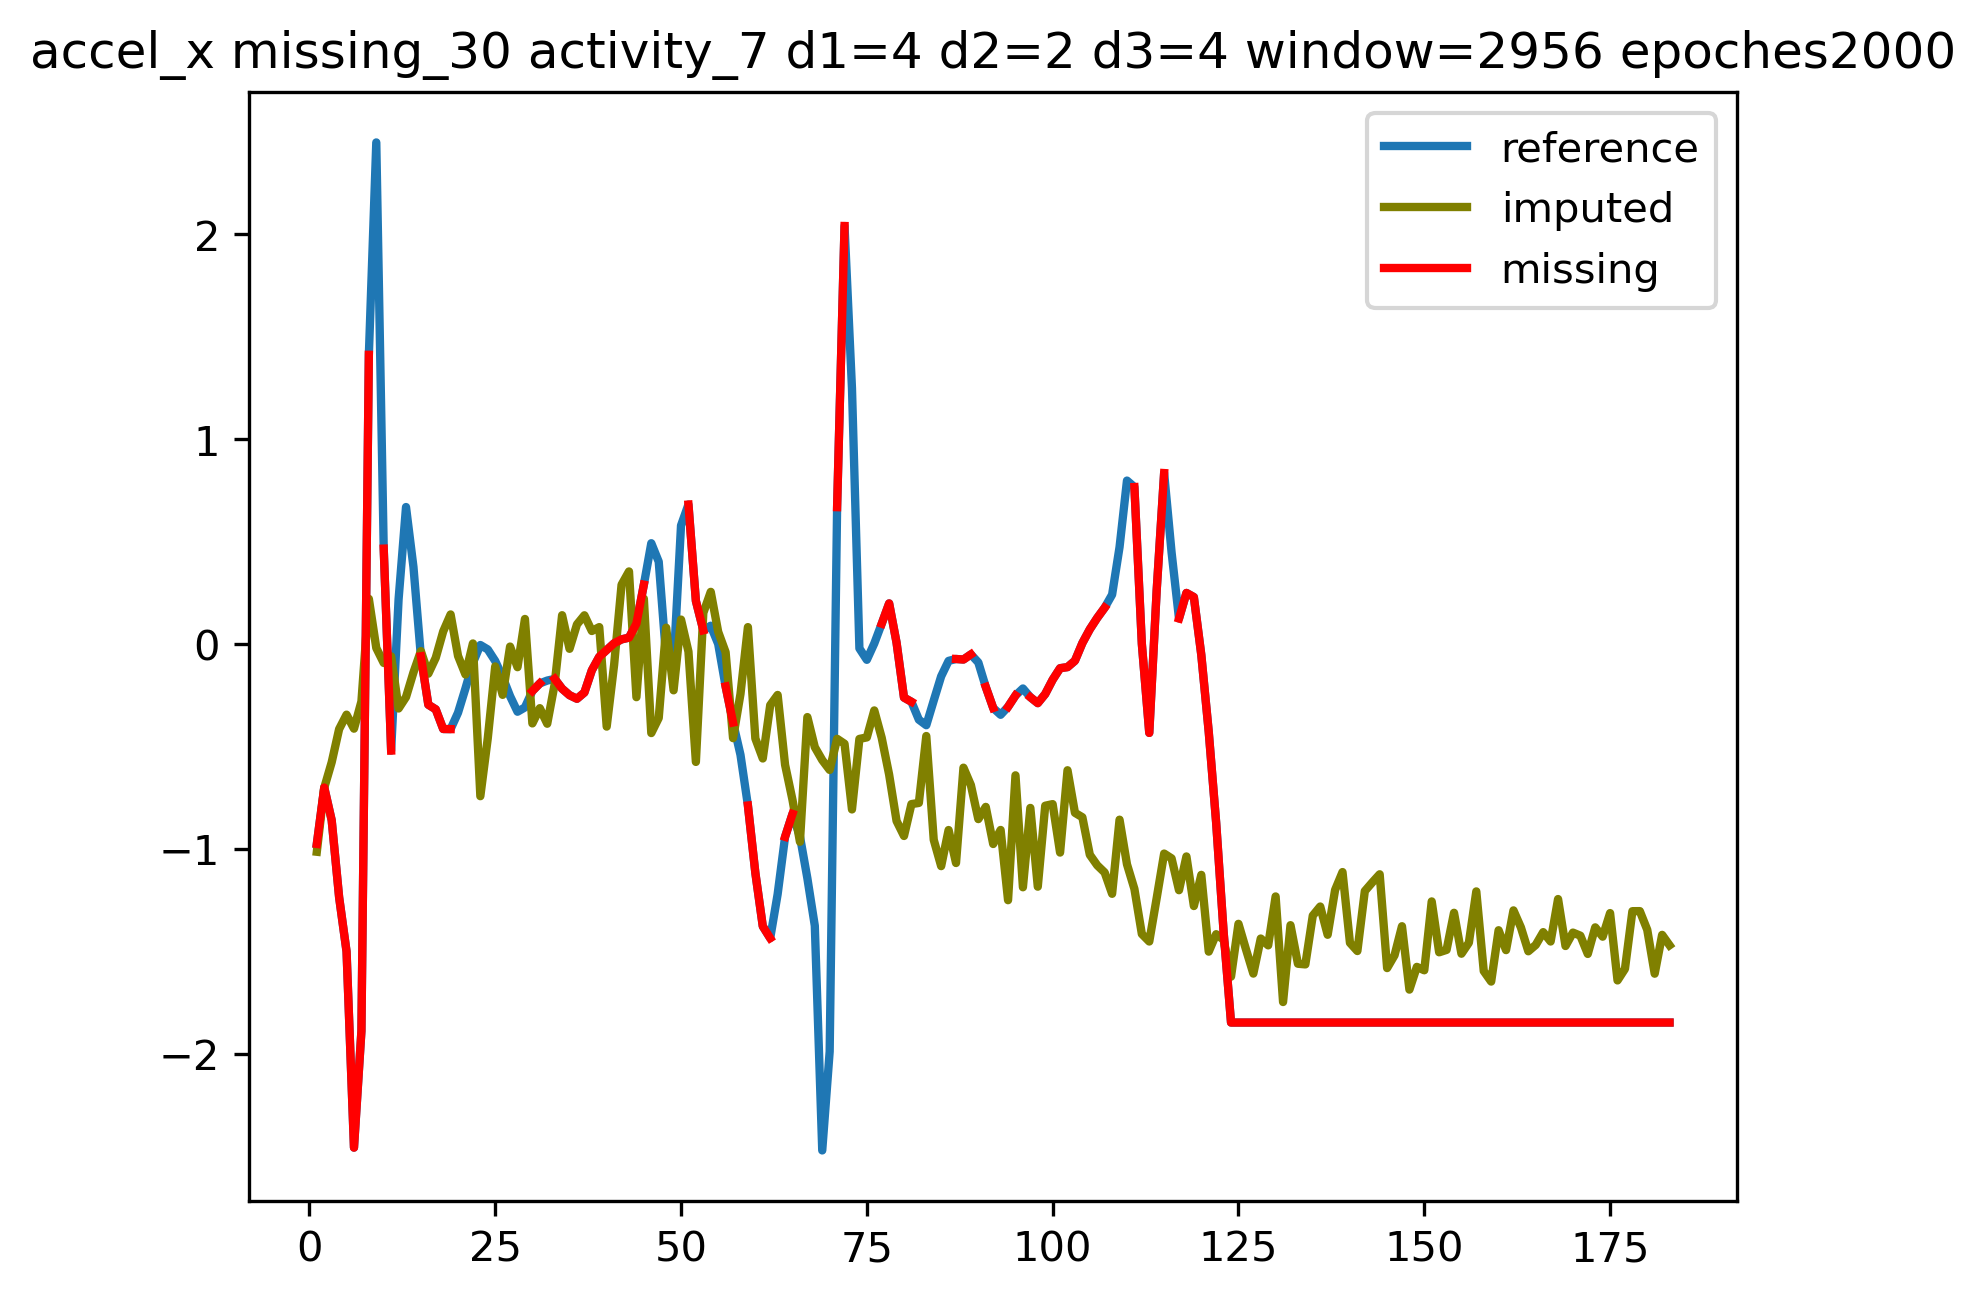 accel_x missing_30 activity_7 d1=4 d2=2 d3=4 window=2956 epoches2000
reference
imputed
missing
2
1
0
−1
−2
0 25 50 75 100 125 150 175